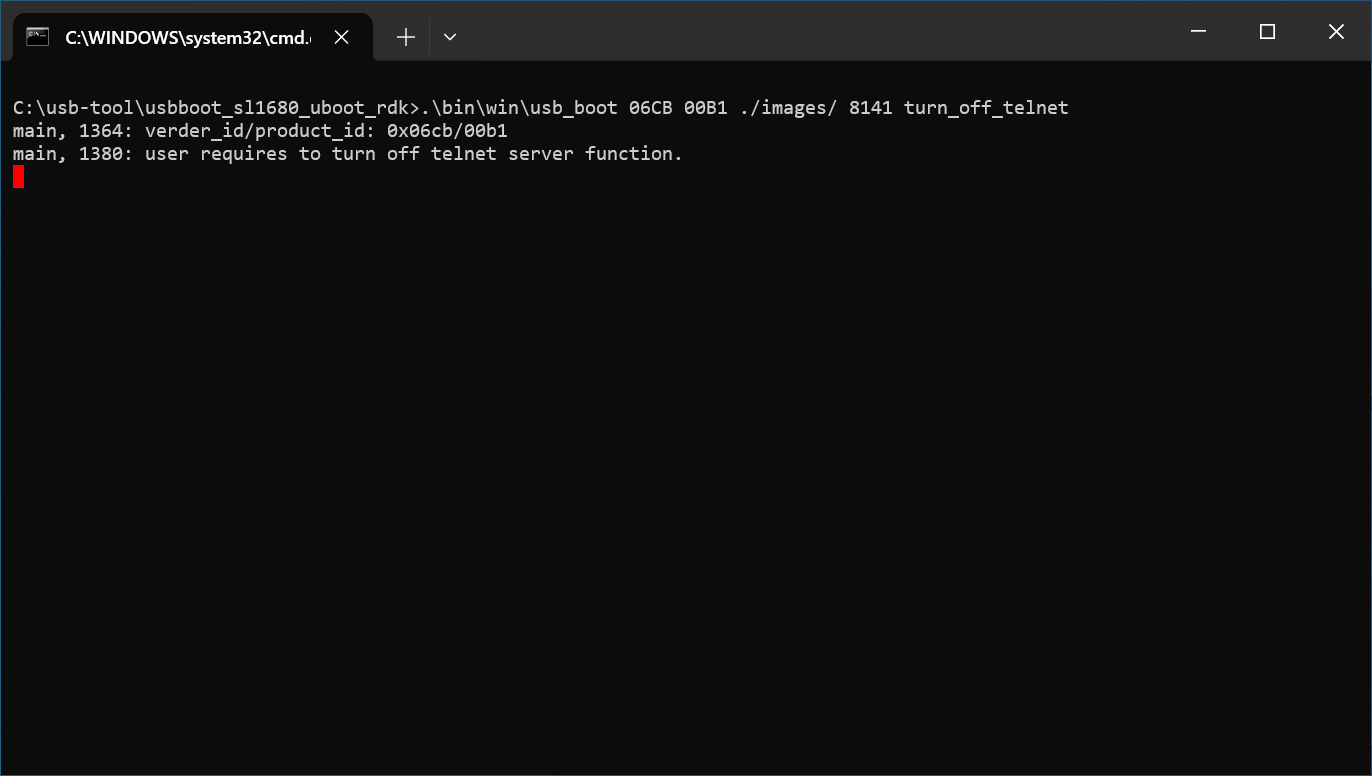 C:\WINDOWS\system32\cmd.
C:\usb-tool\usbboot_sl1680_uboot_rdk>.\bin\win\usb_boot 06CB 00B1 ./images/ 8141 turn_off_telnet
main, 1364: verder_id/product_id: 0x06cb/00b1
main, 1380: user requires to turn off telnet server function.